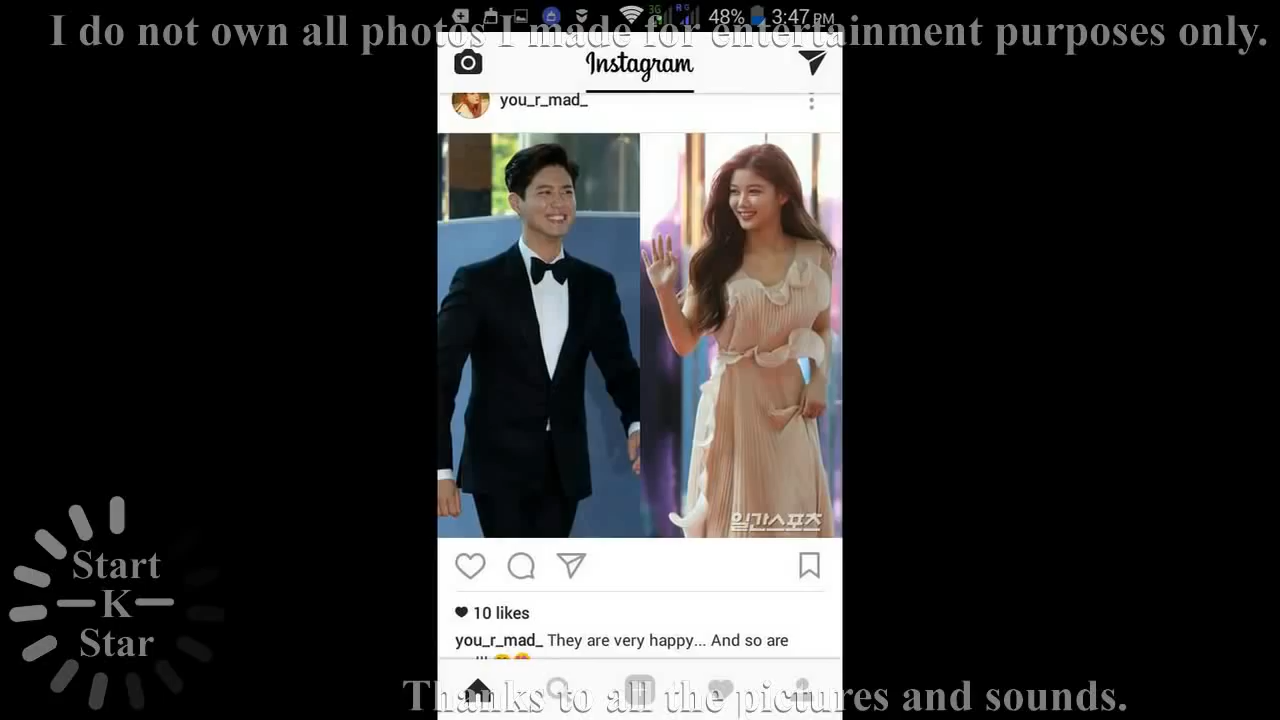 3G R G 48% 3:47 PM
I do not own all photos I made for entertainment purposes only.
Instagram
you_r_mad_
일간스포츠
Start
K
Star
10 likes
you_r_mad_ They are very happy... And so are
Thanks to all the pictures and sounds.